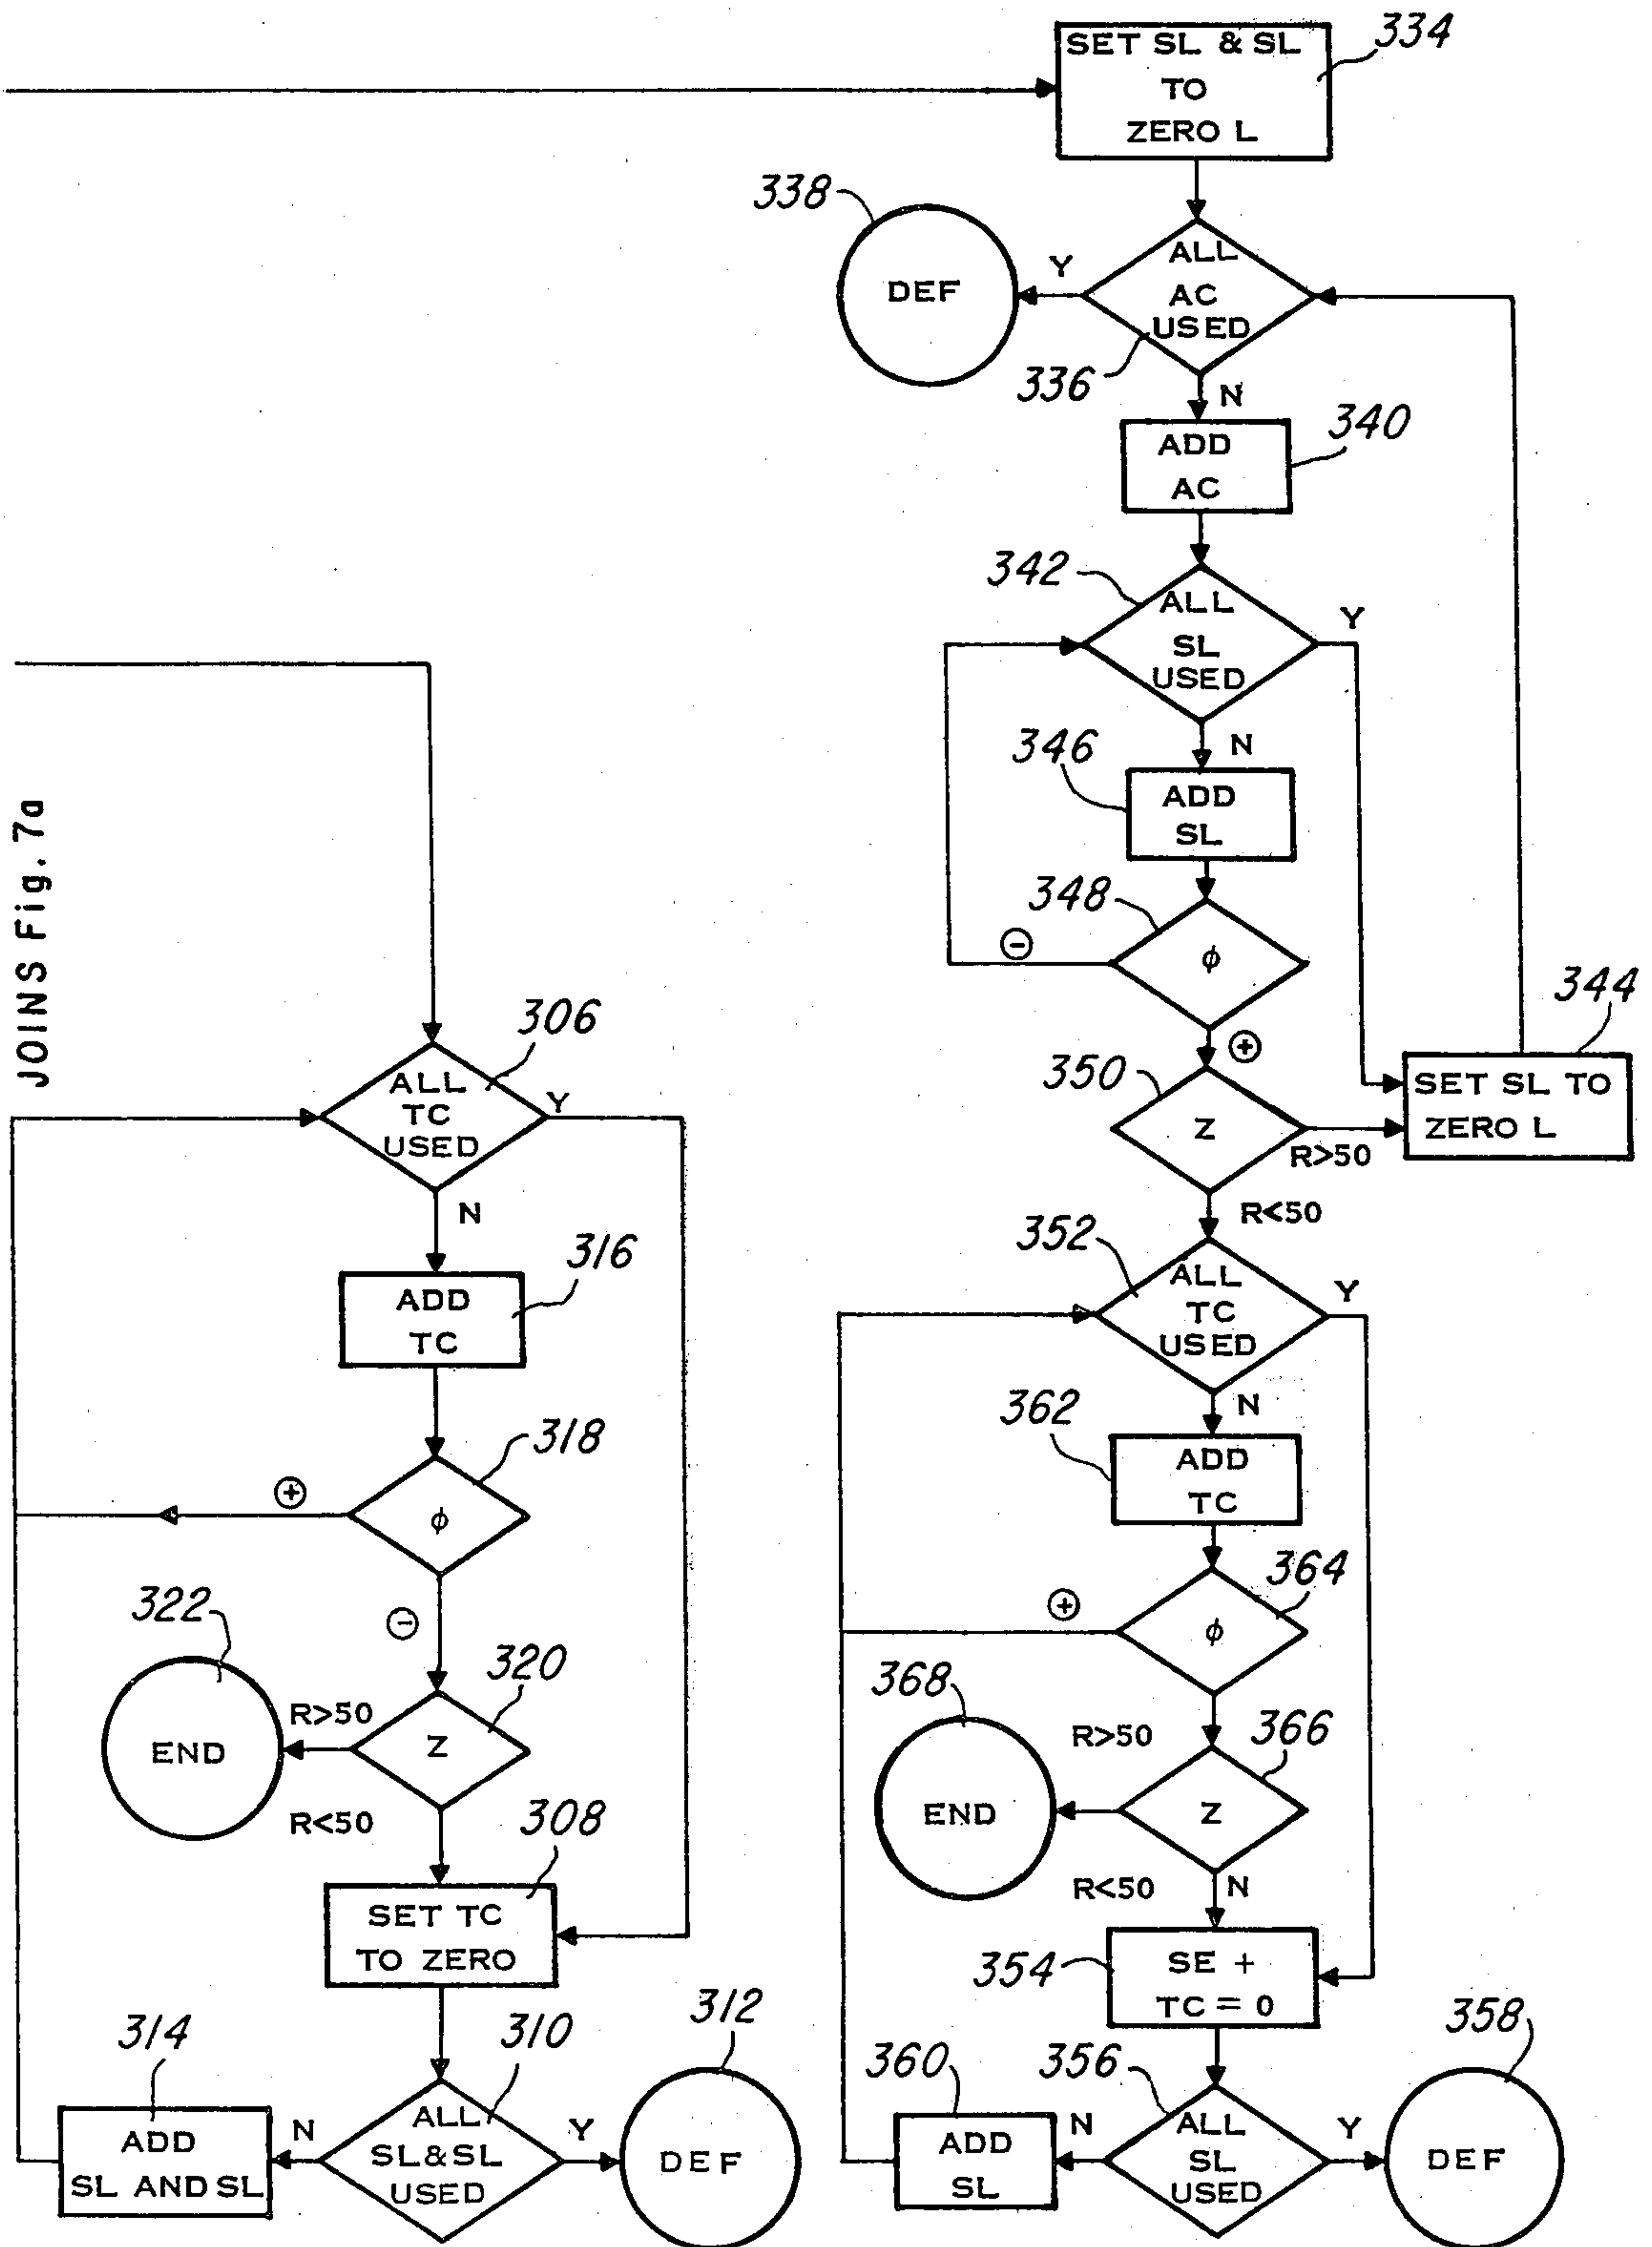 SET SL & SL
TO
ZERO L
334
338
DEF
Y
ALL
AC
USED
336
N
ADD
AC
340
342
ALL
SL
USED
Y
N
346
ADD
SL
348
⊖
ϕ
⊕
344
SET SL TO
ZERO L
350
Z
R>50
R<50
352
ALL
TC
USED
Y
N
362
ADD
TC
364
⊕
ϕ
368
END
R>50
366
Z
R<50
N
354
SE +
TC = 0
360
ADD
SL
N
356
ALL
SL
USED
Y
358
DEF
JOINS Fig. 7a
306
ALL
TC
USED
Y
N
316
ADD
TC
318
⊕
ϕ
⊖
322
END
R>50
320
Z
R<50
308
SET TC
TO ZERO
314
ADD
SL AND SL
N
310
ALL
SL&SL
USED
Y
312
DEF